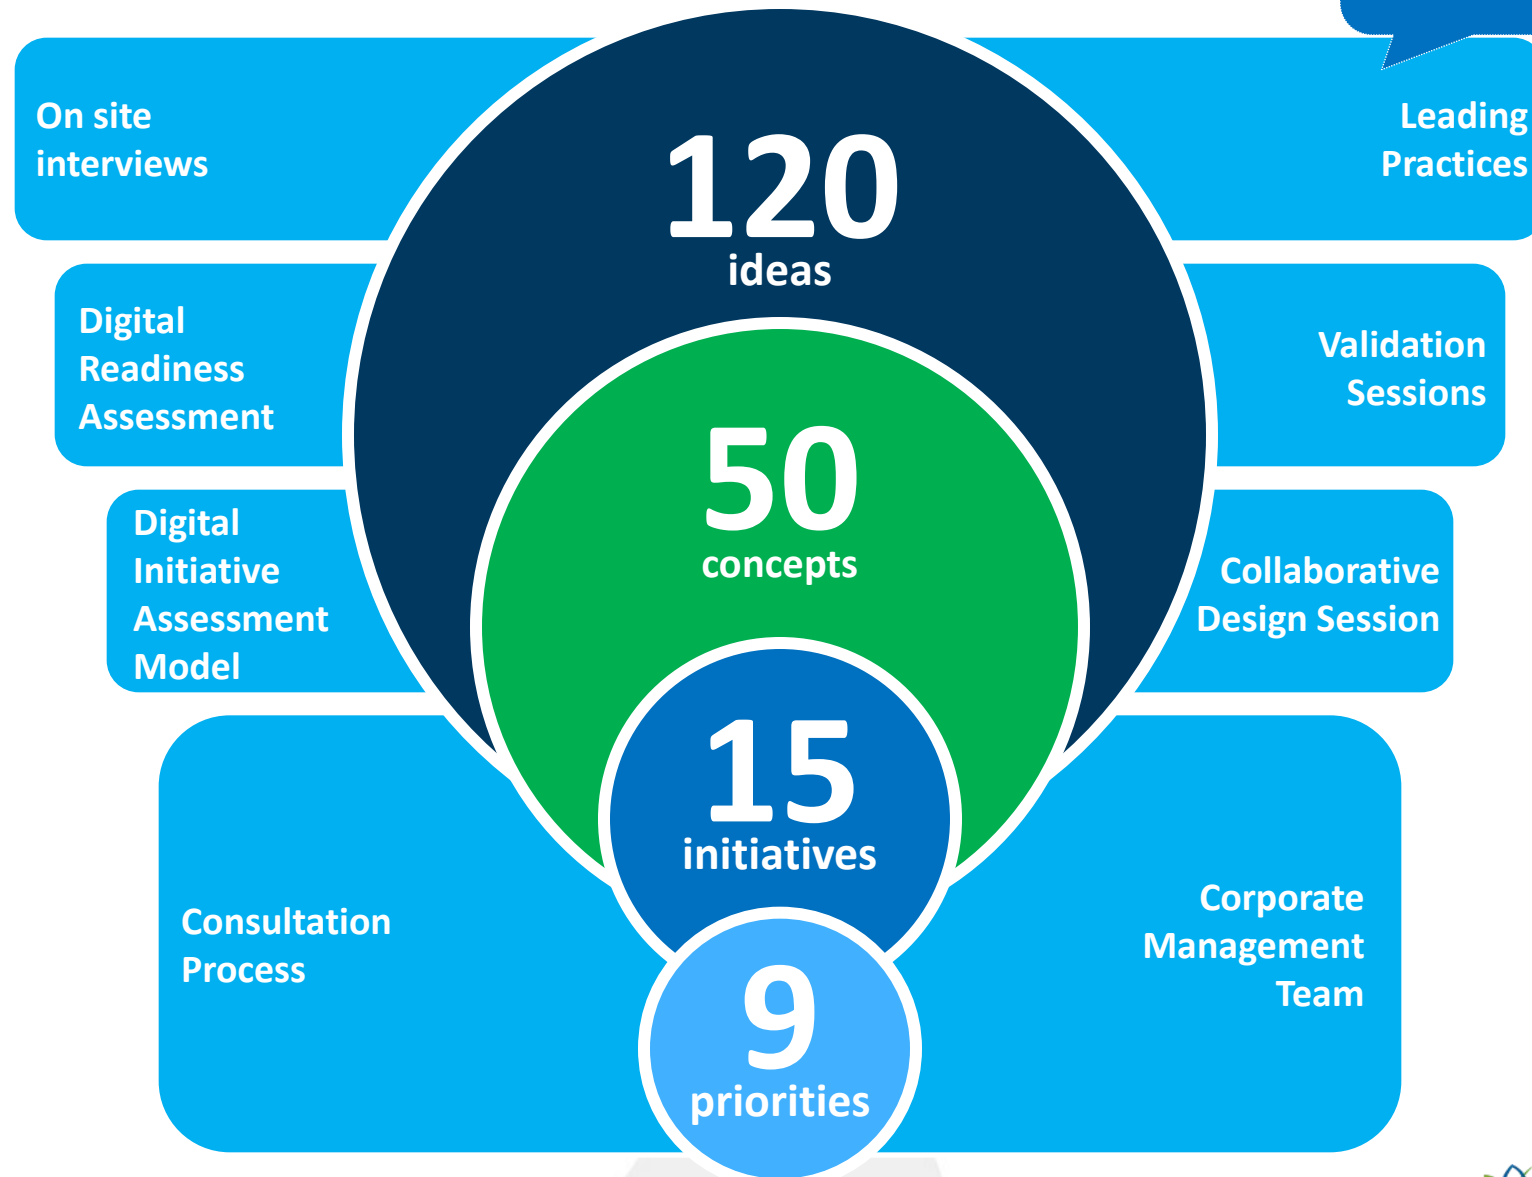 On site
interviews
Leading
Practices
120
ideas
Digital
Readiness
Assessment
Validation
Sessions
50
concepts
Digital
Initiative
Assessment
Model
Collaborative
Design Session
15
initiatives
Consultation
Process
Corporate
Management
Team
9
priorities